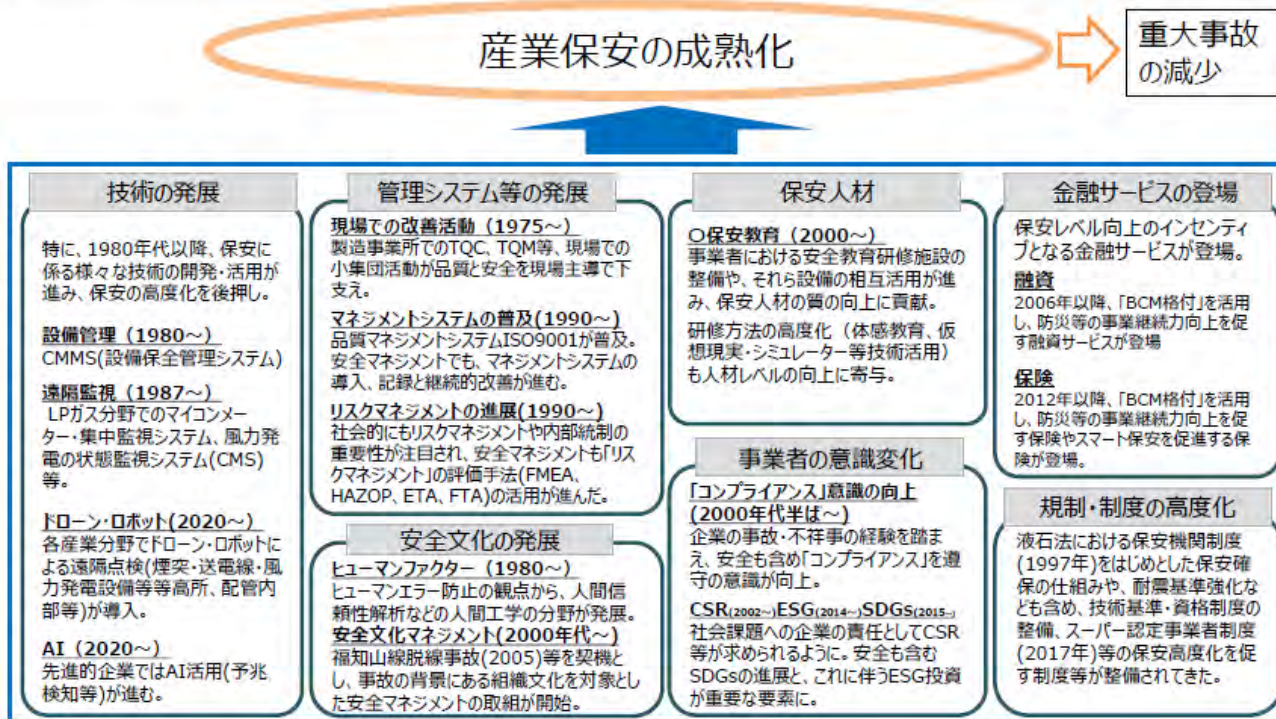 産業保安の成熟化
重大事故
の減少
技術の発展
特に、1980年代以降、保安に
係る様々な技術の開発・活用が
進み、保安の高度化を後押し。
設備管理（1980～）
CMMS(設備保全管理システム)
遠隔監視（1987～）
LPガス分野でのマイコンメー
ター・集中監視システム、風力発
電の状態監視システム(CMS)
等。
ドローン・ロボット(2020～）
各産業分野でドローン・ロボットに
よる遠隔点検(煙突・送電線・風
力発電設備等等高所、配管内
部等)が導入。
AI（2020～）
先進的企業ではAI活用(予兆
検知等)が進む。
管理システム等の発展
現場での改善活動（1975～）
製造事業所でのTQC、TQM等、現場での
小集団活動が品質と安全を現場主導で下
支え。
マネジメントシステムの普及(1990～)
品質マネジメントシステムISO9001が普及。
安全マネジメントでも、マネジメントシステムの
導入、記録と継続的改善が進む。
リスクマネジメントの進展(1990～)
社会的にもリスクマネジメントや内部統制の
重要性が注目され、安全マネジメントも「リス
クマネジメント」の評価手法(FMEA、
HAZOP、ETA、FTA)の活用が進んだ。
安全文化の発展
ヒューマンファクター（1980～）
ヒューマンエラー防止の観点から、人間信
頼性解析などの人間工学の分野が発展。
安全文化マネジメント(2000年代～)
福知山線脱線事故(2005)等を契機と
し、事故の背景にある組織文化を対象とし
た安全マネジメントの取組が開始。
保安人材
〇保安教育（2000～）
事業者における安全教育研修施設の
整備や、それら設備の相互活用が進
み、保安人材の質の向上に貢献。
研修方法の高度化（体感教育、仮
想現実・シミュレーター等技術活用）
も人材レベルの向上に寄与。
事業者の意識変化
「コンプライアンス」意識の向上
(2000年代半ば～)
企業の事故・不祥事の経験を踏ま
え、安全も含め「コンプライアンス」を遵
守の意識が向上。
CSR(2002～)ESG(2014～)SDGs(2015～)
社会課題への企業の責任としてCSR
等が求められるように。安全も含む
SDGsの進展と、これに伴うESG投資
が重要な要素に。
金融サービスの登場
保安レベル向上のインセンティ
ブとなる金融サービスが登場。
融資
2006年以降、「BCM格付」を活用
し、防災等の事業継続力向上を促
す融資サービスが登場
保険
2012年以降、「BCM格付」を活用
し、防災等の事業継続力向上を促
す保険やスマート保安を促進する保
険が登場。
規制・制度の高度化
液石法における保安機関制度
(1997年)をはじめとした保安確
保の仕組みや、耐震基準強化な
ども含め、技術基準・資格制度の
整備、スーパー認定事業者制度
(2017年)等の保安高度化を促
す制度等が整備されてきた。